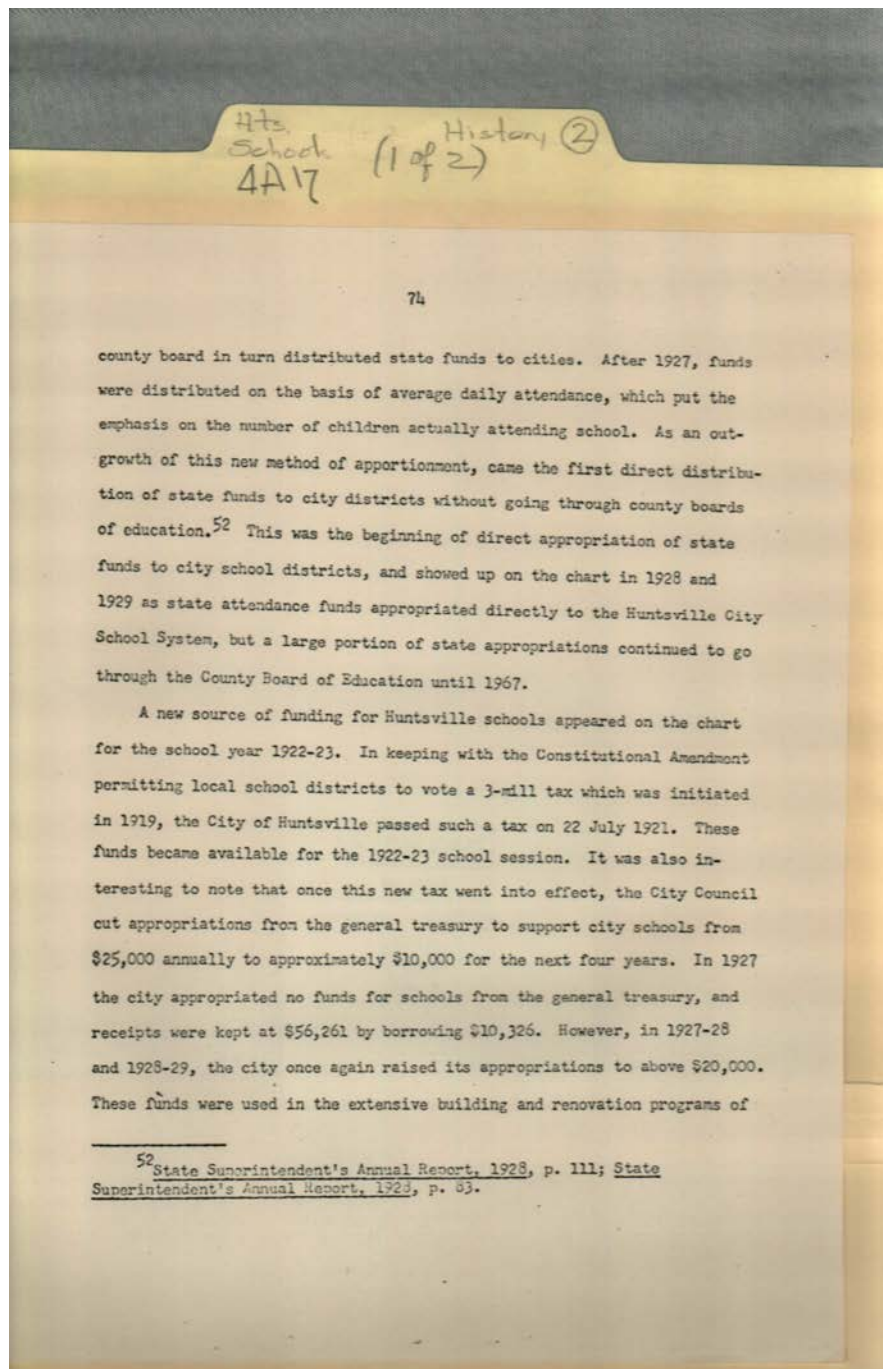 Hts. History ②
School (1 of 2)
4A17
74
county board in turn distributed state funds to cities. After 1927, funds
were distributed on the basis of average daily attendance, which put the
emphasis on the number of children actually attending school. As an out-
growth of this new method of apportionment, came the first direct distribu-
tion of state funds to city districts without going through county boards
of education.52 This was the beginning of direct appropriation of state
funds to city school districts, and showed up on the chart in 1928 and
1929 as state attendance funds appropriated directly to the Huntsville City
School System, but a large portion of state appropriations continued to go
through the County Board of Education until 1967.
A new source of funding for Huntsville schools appeared on the chart
for the school year 1922-23. In keeping with the Constitutional Amendment
permitting local school districts to vote a 3-mill tax which was initiated
in 1919, the City of Huntsville passed such a tax on 22 July 1921. These
funds became available for the 1922-23 school session. It was also in-
teresting to note that once this new tax went into effect, the City Council
cut appropriations from the general treasury to support city schools from
$25,000 annually to approximately $10,000 for the next four years. In 1927
the city appropriated no funds for schools from the general treasury, and
receipts were kept at $56,261 by borrowing $10,326. However, in 1927-28
and 1928-29, the city once again raised its appropriations to above $20,000.
These funds were used in the extensive building and renovation programs of
52State Superintendent's Annual Report, 1928, p. 111; State
Superintendent's Annual Report, 1928, p. 83.